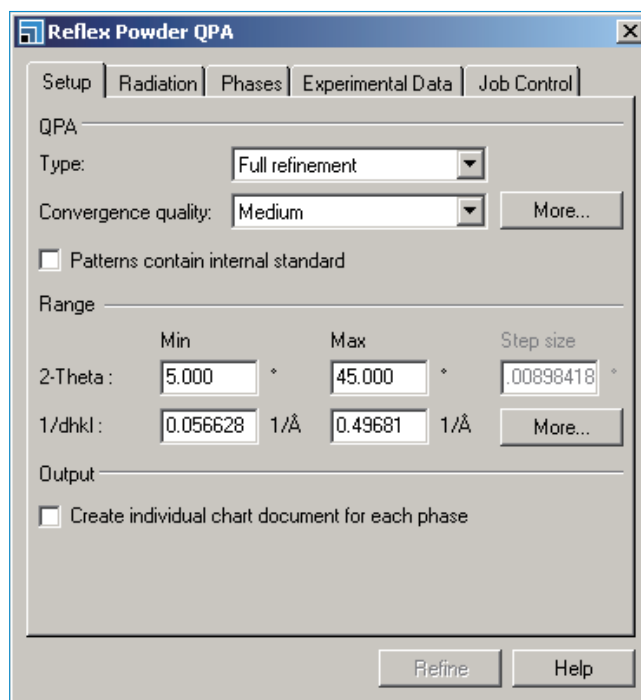 Reflex Powder QPA
Setup Radiation Phases Experimental Data Job Control
QPA
Type: Full refinement
Convergence quality: Medium More...
Patterns contain internal standard
Range
Min Max Step size
2-Theta : 5.000 ° 45.000 ° .00898418 °
1/dhkl : 0.056628 1/Å 0.49681 1/Å More...
Output
Create individual chart document for each phase
Refine Help